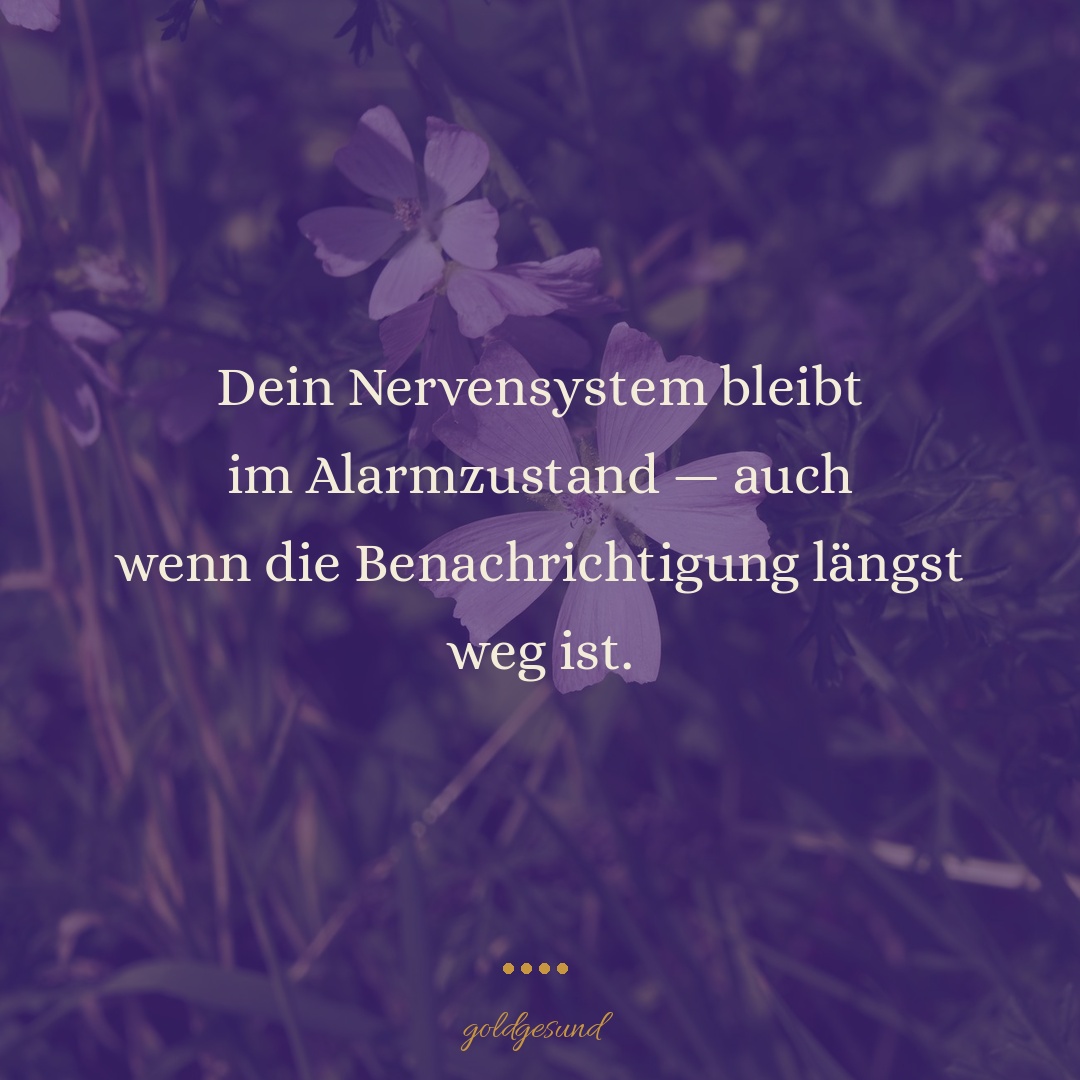 Dein Nervensystem bleibt
im Alarmzustand — auch
wenn die Benachrichtigung längst
weg ist.
goldgesund